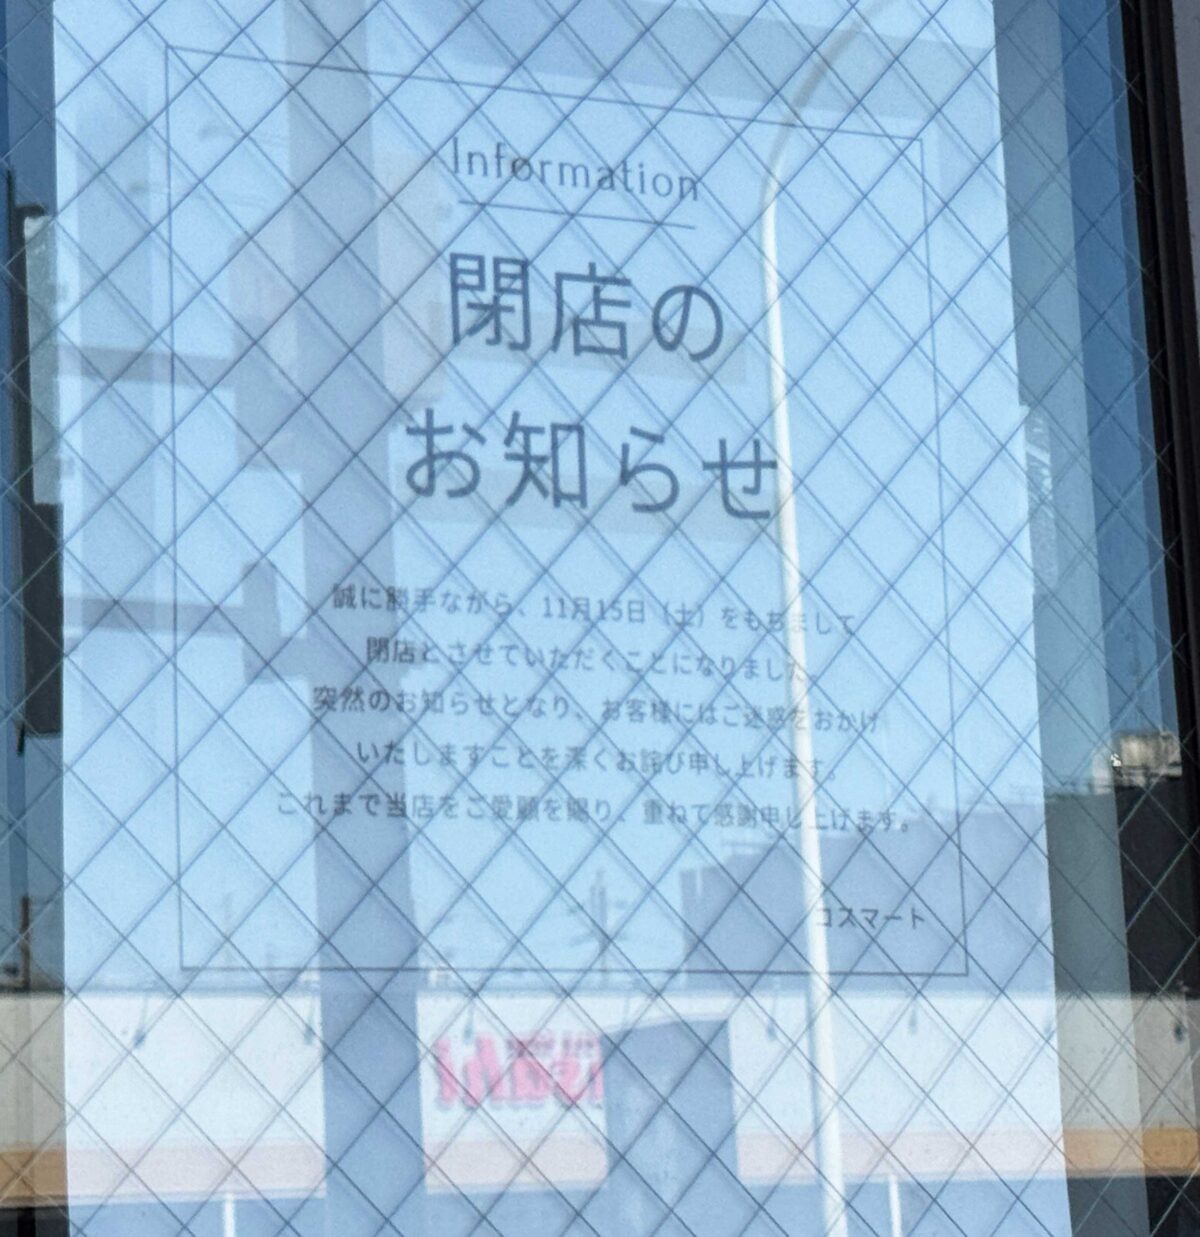 Information
閉店の
お知らせ
誠に勝手ながら、11月15日（土）をもちまして
閉店とさせていただくことになりました。
突然のお知らせとなり、お客様にはご迷惑をおかけ
いたしますことを深くお詫び申し上げます。
これまで当店をご愛顧を賜り、重ねて感謝申し上げます。
コスマート